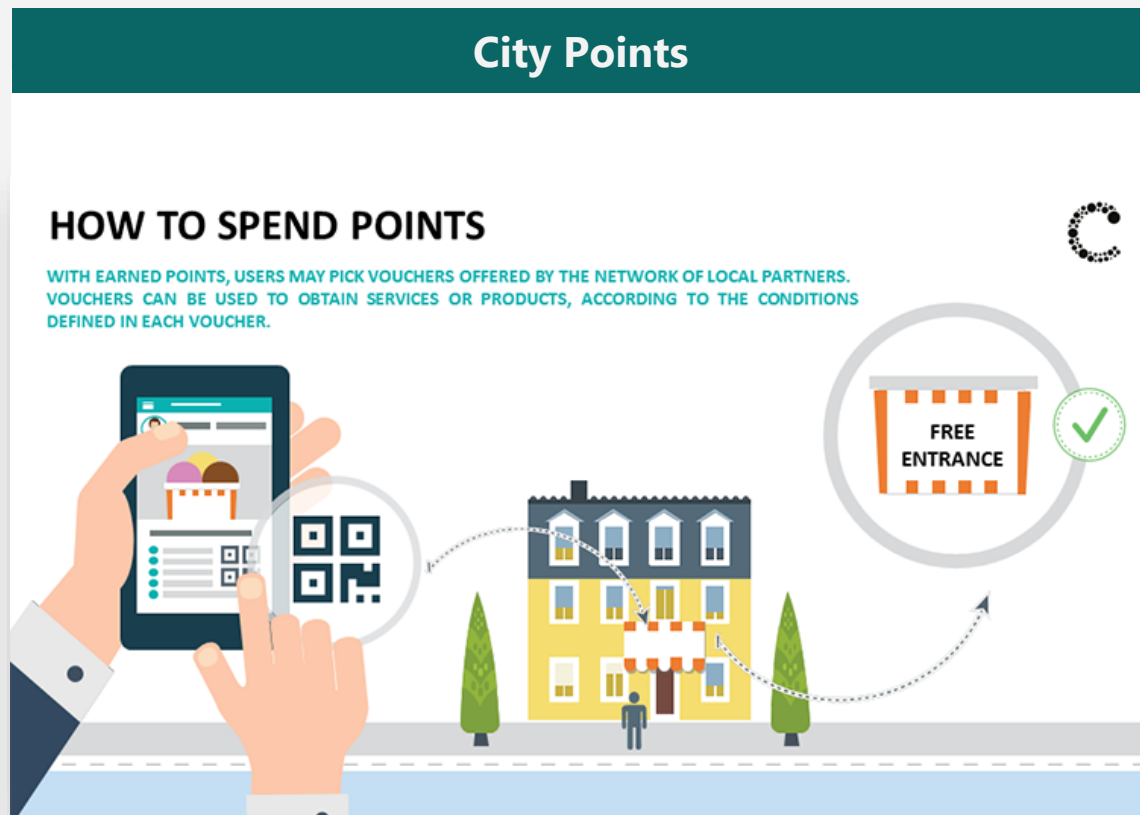 City Points
HOW TO SPEND POINTS
WITH EARNED POINTS, USERS MAY PICK VOUCHERS OFFERED BY THE NETWORK OF LOCAL PARTNERS.
VOUCHERS CAN BE USED TO OBTAIN SERVICES OR PRODUCTS, ACCORDING TO THE CONDITIONS
DEFINED IN EACH VOUCHER.
FREE
ENTRANCE